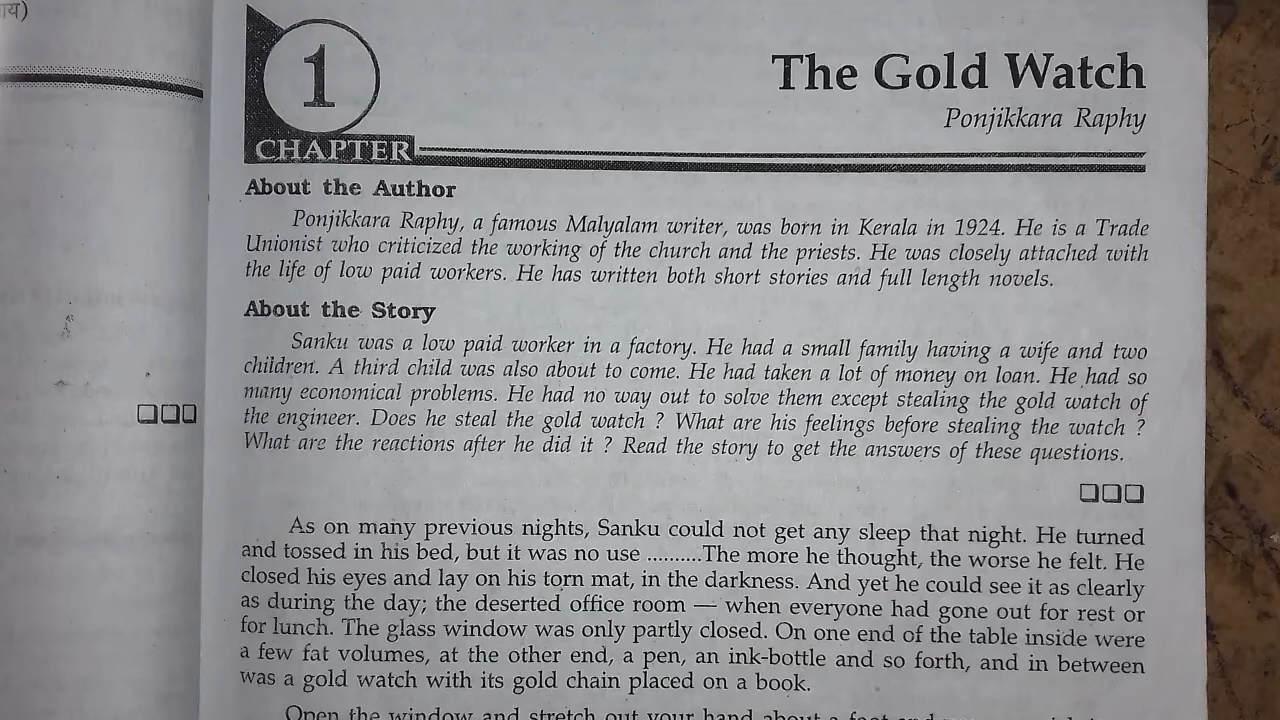 ाय)
1
CHAPTER
The Gold Watch
Ponjikkara Raphy
About the Author
Ponjikkara Raphy, a famous Malyalam writer, was born in Kerala in 1924. He is a Trade
Unionist who criticized the working of the church and the priests. He was closely attached with
the life of low paid workers. He has written both short stories and full length novels.
About the Story
Sanku was a low paid worker in a factory. He had a small family having a wife and two
children. A third child was also about to come. He had taken a lot of money on loan. He had so
many economical problems. He had no way out to solve them except stealing the gold watch of
the engineer. Does he steal the gold watch ? What are his feelings before stealing the watch ?
What are the reactions after he did it ? Read the story to get the answers of these questions.
As on many previous nights, Sanku could not get any sleep that night. He turned
and tossed in his bed, but it was no use ..........The more he thought, the worse he felt. He
closed his eyes and lay on his torn mat, in the darkness. And yet he could see it as clearly
as during the day; the deserted office room — when everyone had gone out for rest or
for lunch. The glass window was only partly closed. On one end of the table inside were
a few fat volumes, at the other end, a pen, an ink-bottle and so forth, and in between
was a gold watch with its gold chain placed on a book.
Open the window and stretch out your hand about a foot and